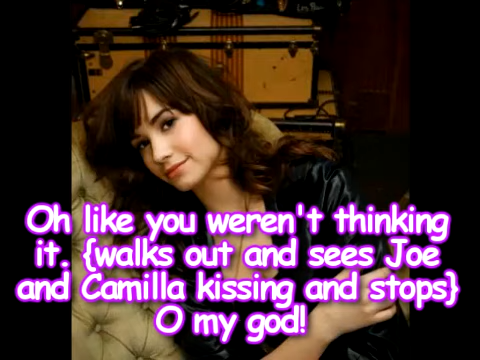 Oh like you weren't thinking
it. {walks out and sees Joe
and Camilla kissing and stops}
O my god!